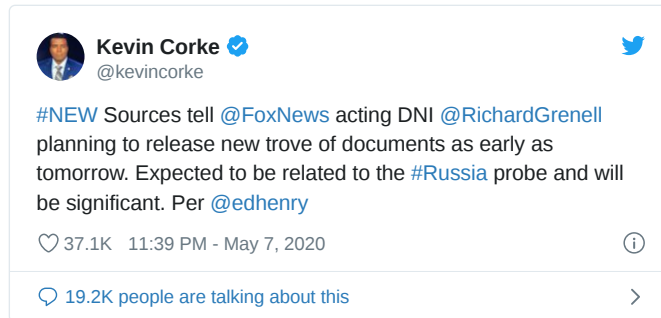 Kevin Corke
@kevincorke
#NEW Sources tell @FoxNews acting DNI @RichardGrenell
planning to release new trove of documents as early as
tomorrow. Expected to be related to the #Russia probe and will
be significant. Per @edhenry
37.1K 11:39 PM - May 7, 2020
19.2K people are talking about this